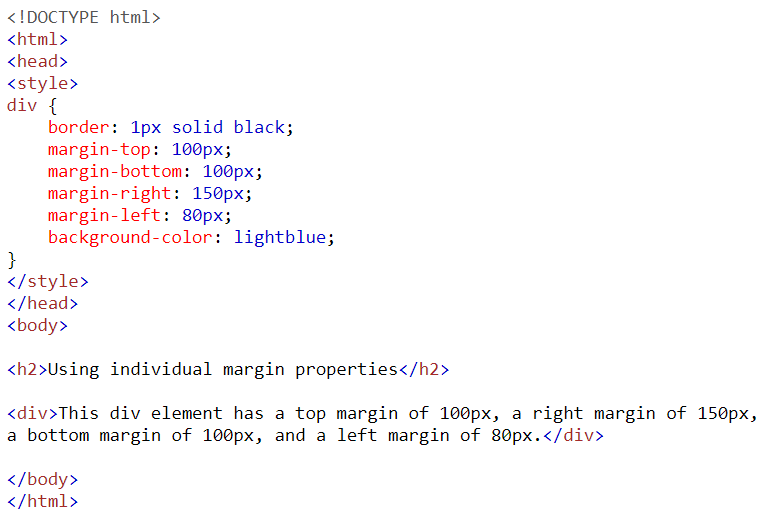 <!DOCTYPE html>
<html>
<head>
<style>
div {
    border: 1px solid black;
    margin-top: 100px;
    margin-bottom: 100px;
    margin-right: 150px;
    margin-left: 80px;
    background-color: lightblue;
}
</style>
</head>
<body>

<h2>Using individual margin properties</h2>

<div>This div element has a top margin of 100px, a right margin of 150px,
a bottom margin of 100px, and a left margin of 80px.</div>

</body>
</html>